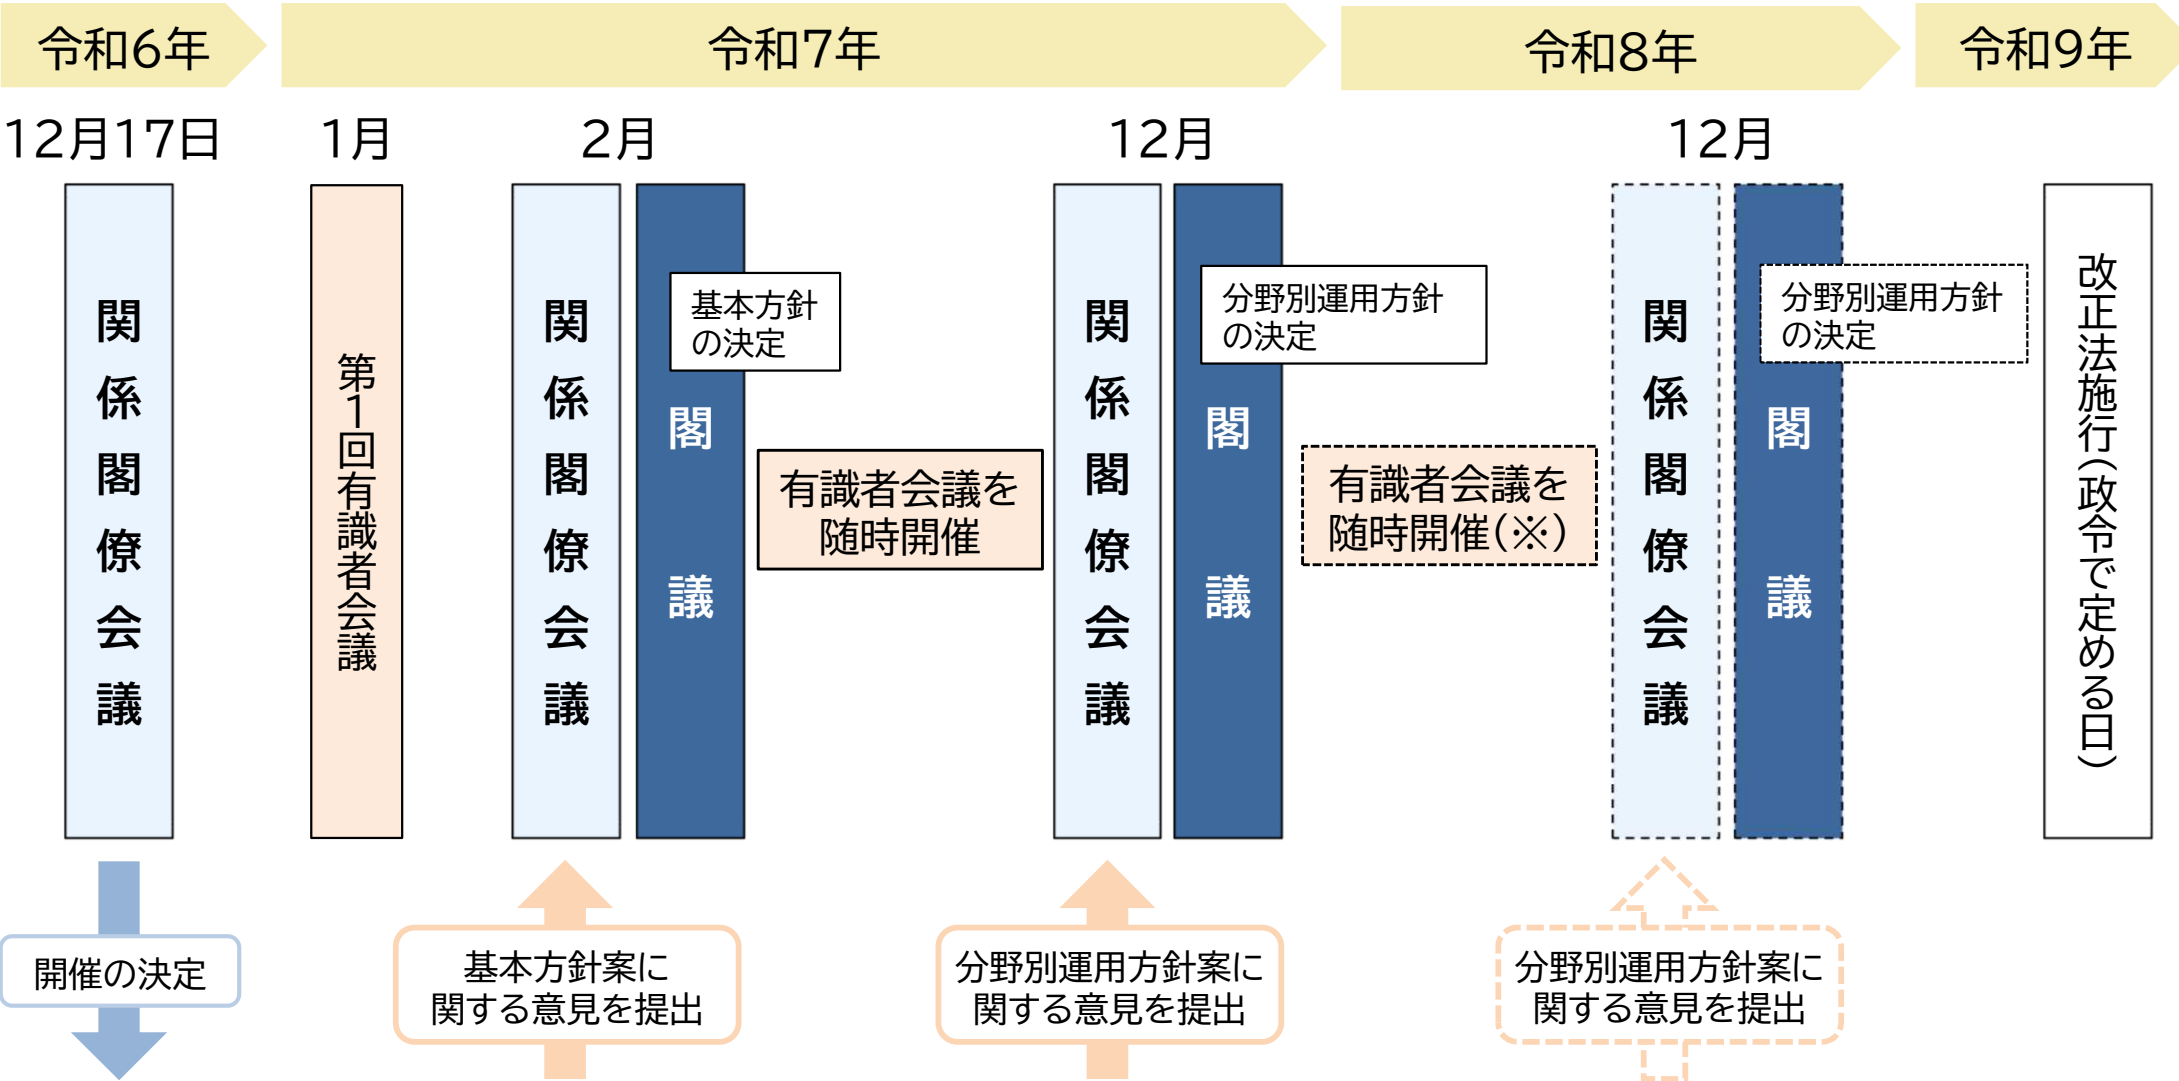 令和6年
令和7年
令和8年
令和9年
12月17日
1月
2月
12月
12月
関係閣僚会議
第1回有識者会議
関係閣僚会議
閣議
基本方針
の決定
有識者会議を
随時開催
関係閣僚会議
閣議
分野別運用方針
の決定
有識者会議を
随時開催(※)
関係閣僚会議
閣議
分野別運用方針
の決定
改正法施行(政令で定める日)
開催の決定
基本方針案に
関する意見を提出
分野別運用方針案に
関する意見を提出
分野別運用方針案に
関する意見を提出